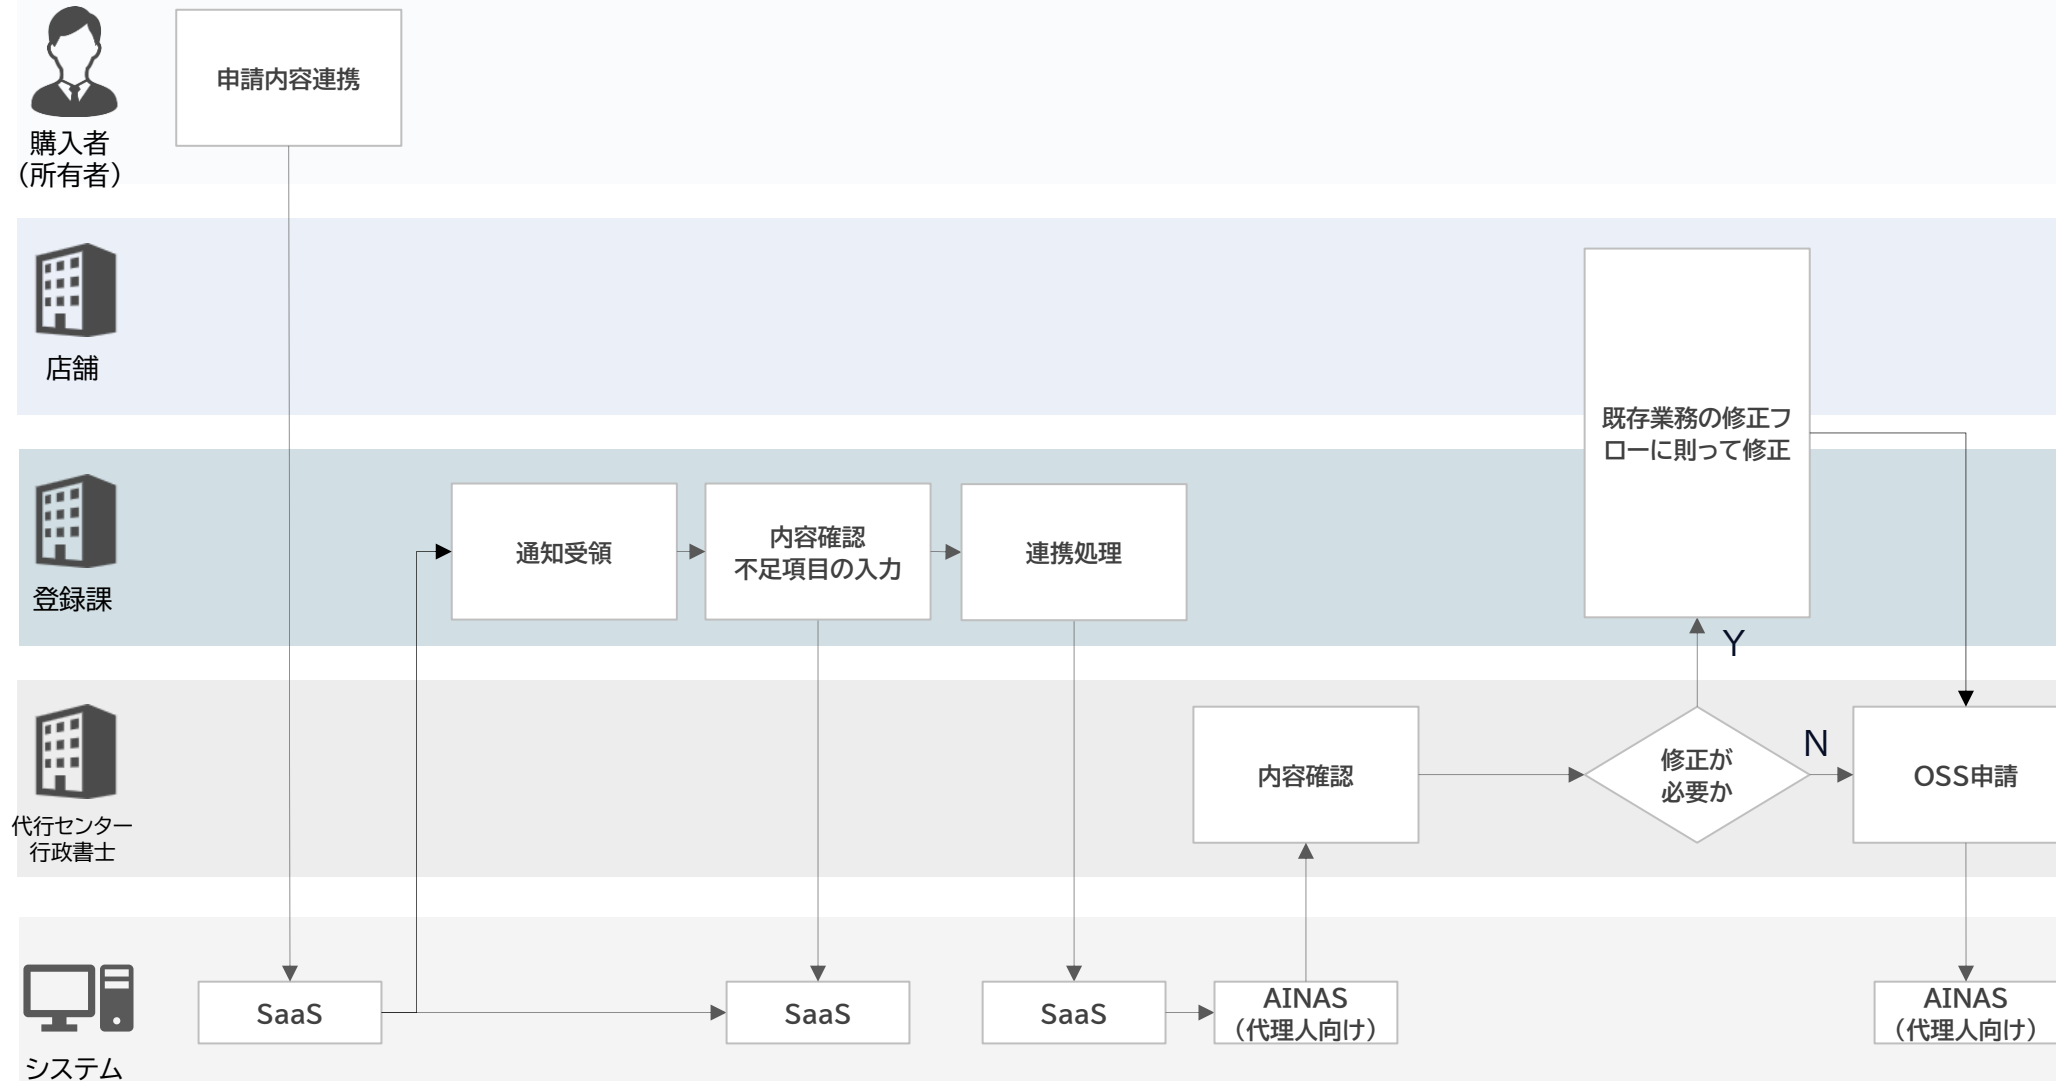 購入者
（所有者）
申請内容連携
店舗
既存業務の修正フ
ローに則って修正
登録課
通知受領
内容確認
不足項目の入力
連携処理
Y
代行センター
行政書士
内容確認
修正が
必要か
N
OSS申請
システム
SaaS
SaaS
SaaS
AINAS
（代理人向け）
AINAS
（代理人向け）